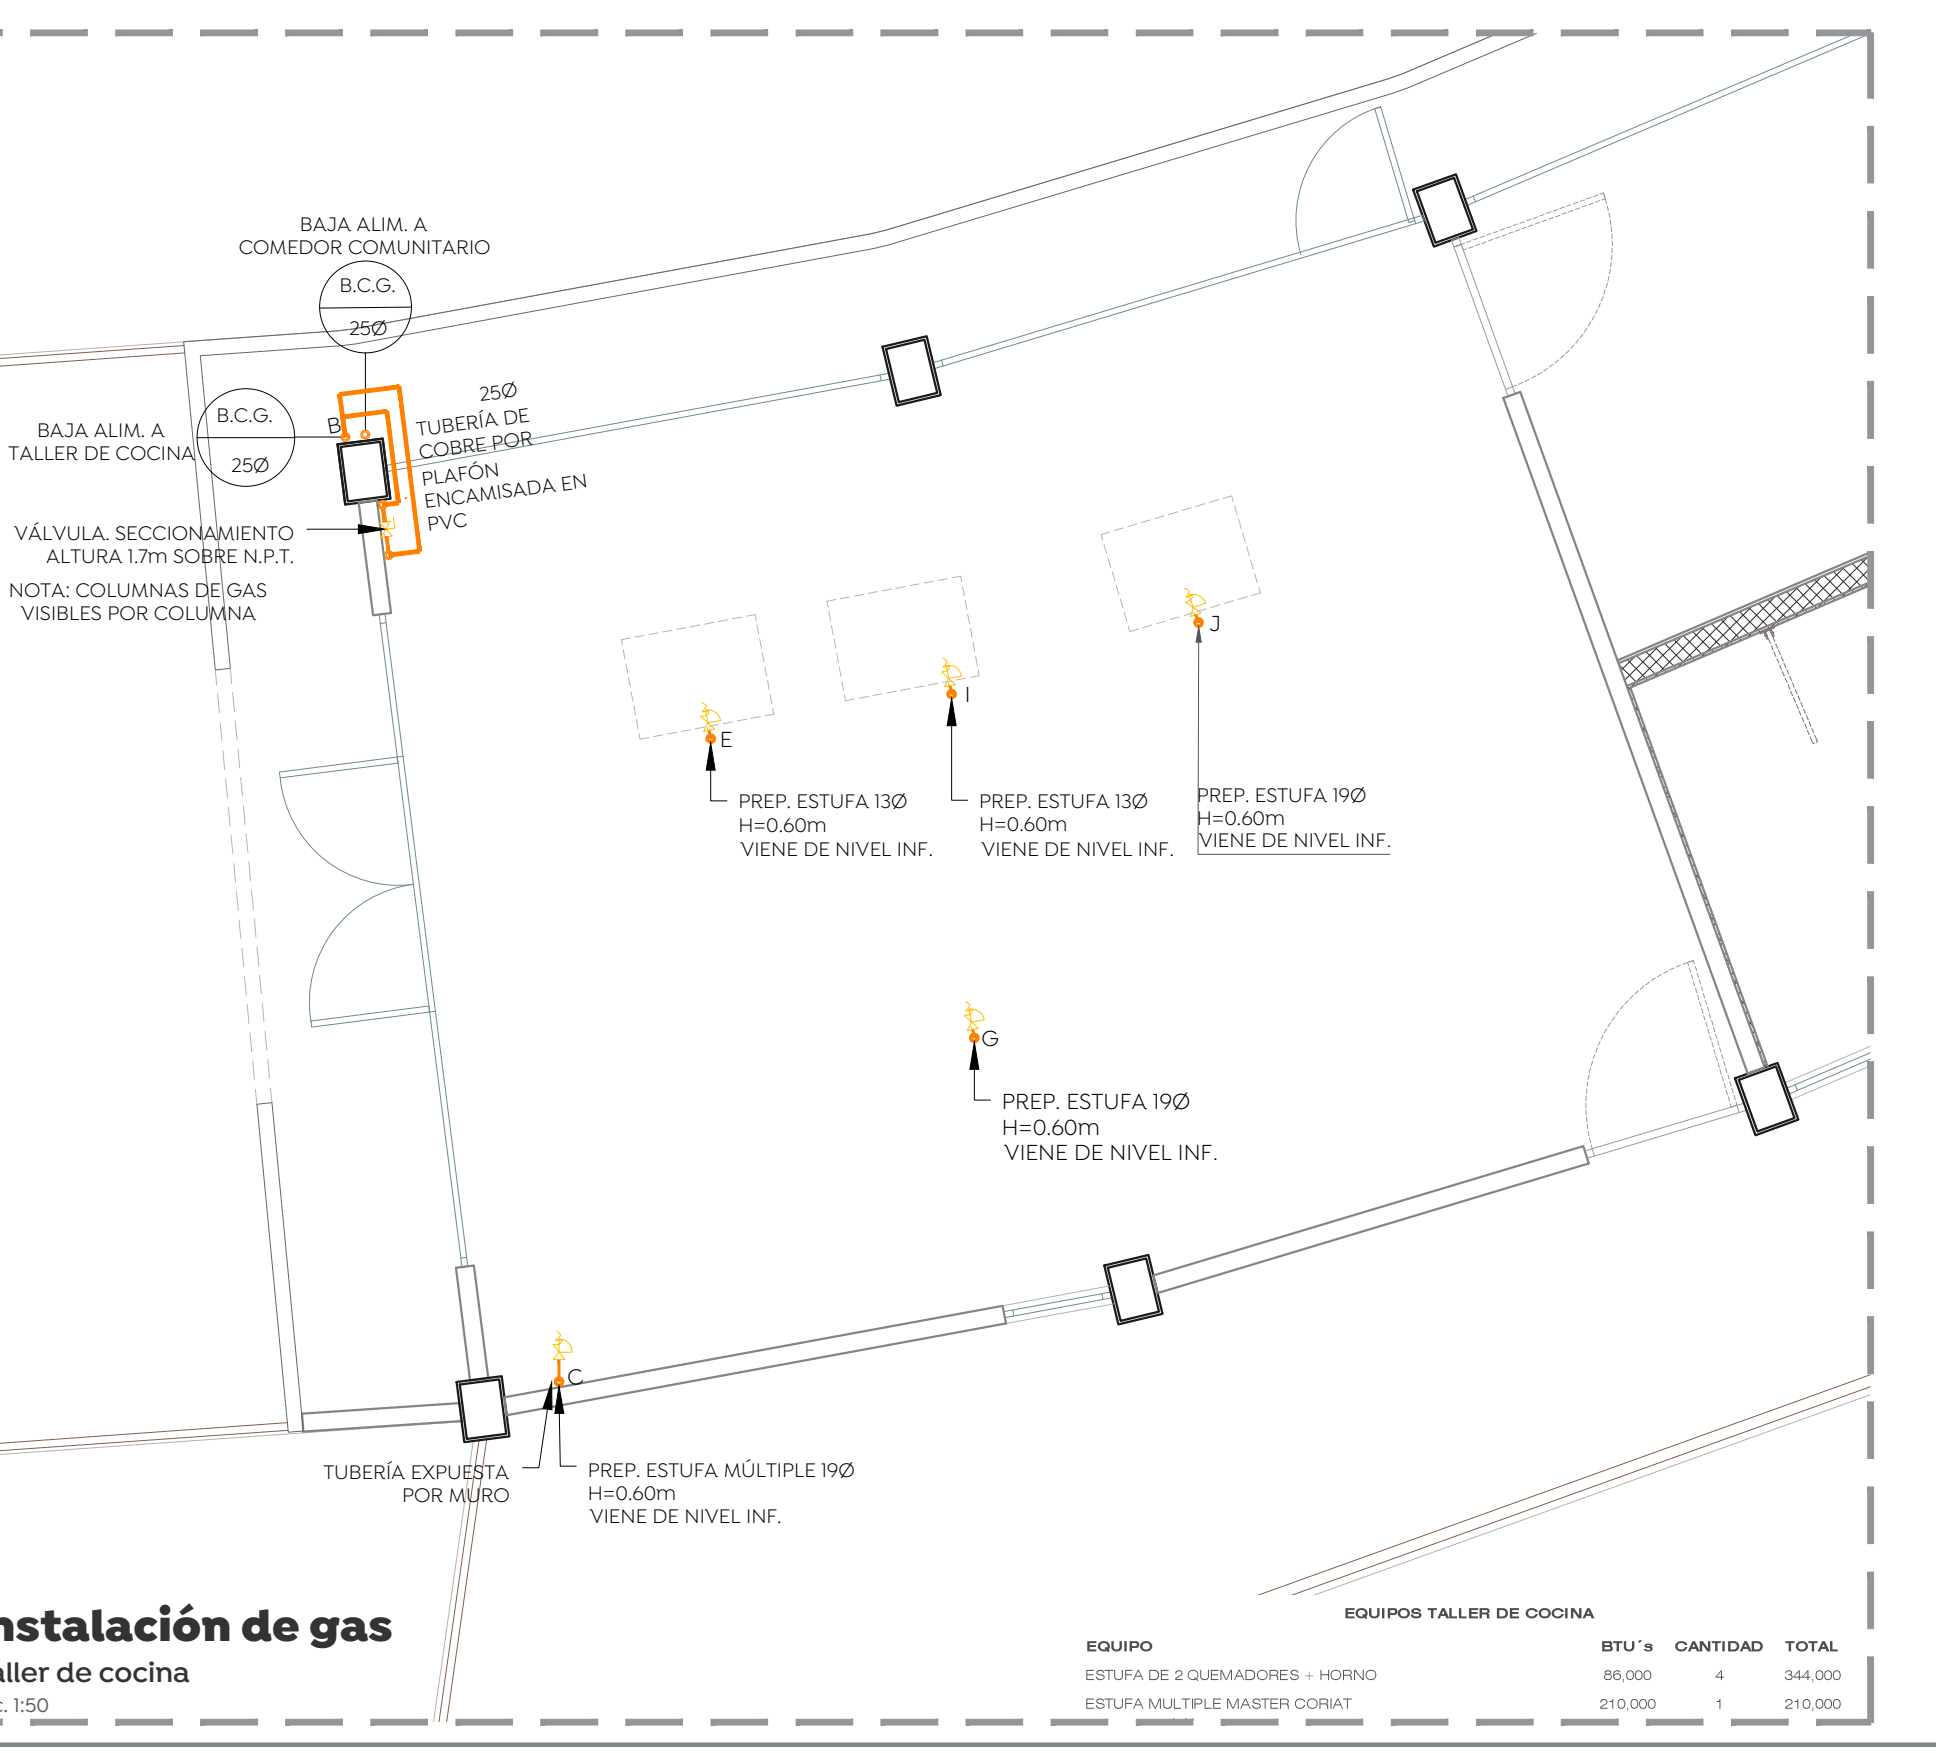 BAJA ALIM. A
COMEDOR COMUNITARIO
B.C.G.
25Ø
BAJA ALIM. A
TALLER DE COCINA
B.C.G.
25Ø
B
25Ø
TUBERÍA DE
COBRE POR
PLAFÓN
ENCAMISADA EN
PVC
VÁLVULA. SECCIONAMIENTO
ALTURA 1.7m SOBRE N.P.T.
NOTA: COLUMNAS DE GAS
VISIBLES POR COLUMNA
J
I
E
PREP. ESTUFA 13Ø
H=0.60m
VIENE DE NIVEL INF.
PREP. ESTUFA 13Ø
H=0.60m
VIENE DE NIVEL INF.
PREP. ESTUFA 19Ø
H=0.60m
VIENE DE NIVEL INF.
G
PREP. ESTUFA 19Ø
H=0.60m
VIENE DE NIVEL INF.
C
TUBERÍA EXPUESTA
POR MURO
PREP. ESTUFA MÚLTIPLE 19Ø
H=0.60m
VIENE DE NIVEL INF.
nstalación de gas
aller de cocina
c. 1:50
EQUIPOS TALLER DE COCINA
EQUIPO BTU´s CANTIDAD TOTAL
ESTUFA DE 2 QUEMADORES + HORNO 86,000 4 344,000
ESTUFA MULTIPLE MASTER CORIAT 210,000 1 210,000